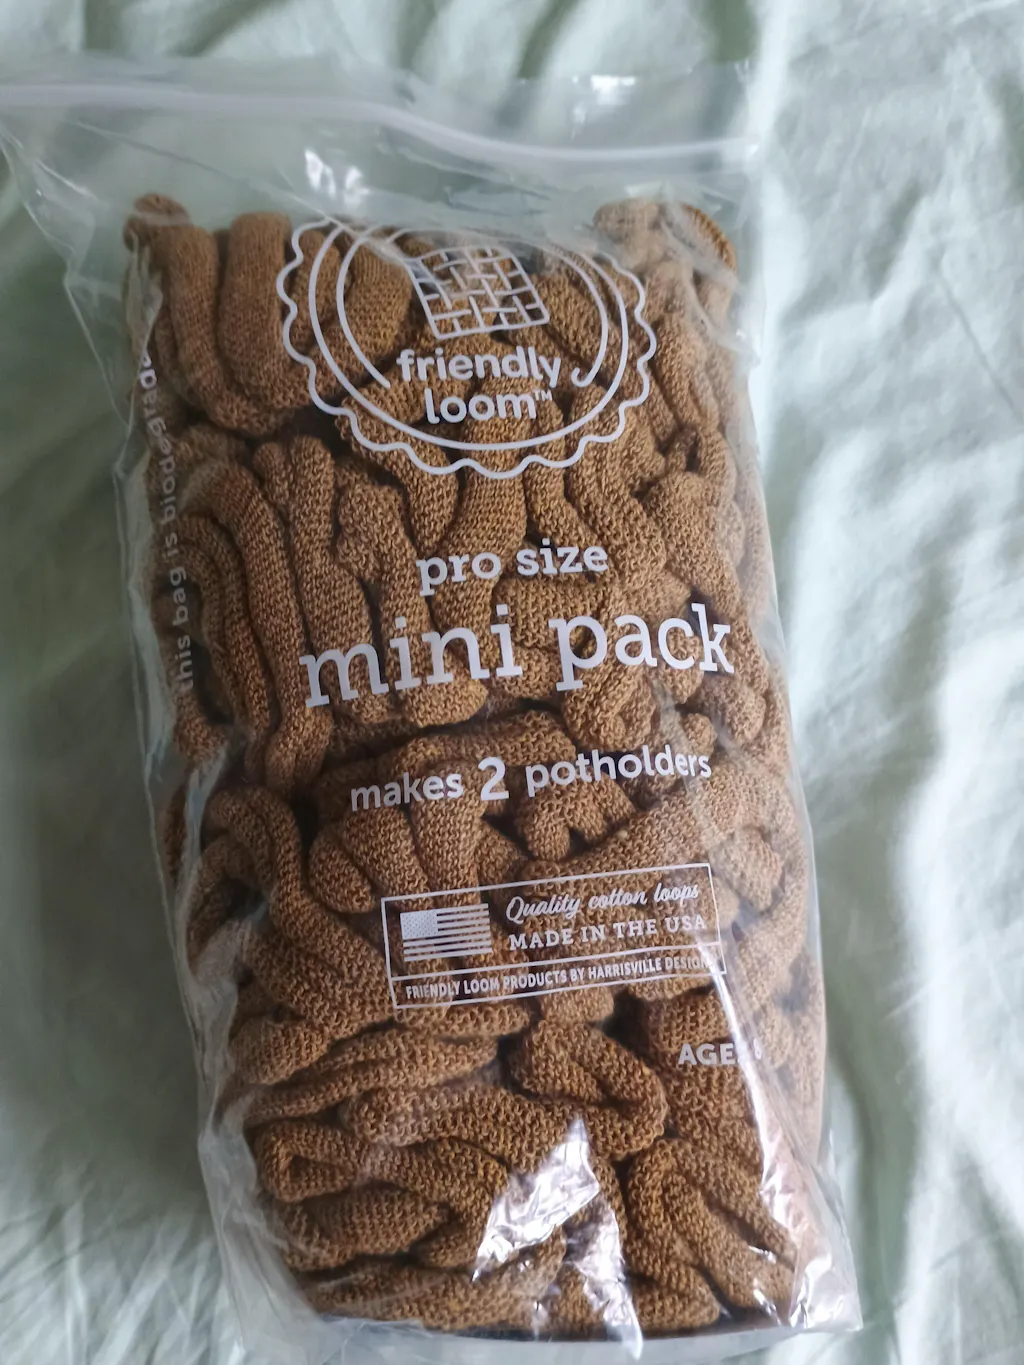 friendly
loom™
this bag is biodegrade
pro size
mini pack
makes 2 potholders
Quality cotton loops
MADE IN THE USA
FRIENDLY LOOM PRODUCTS BY HARRISVILLE DESIGNS
AGES